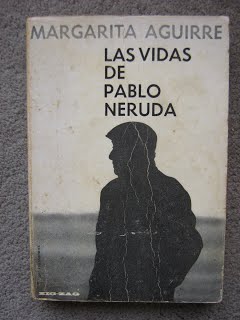 MARGARITA AGUIRRE
LAS VIDAS
DE
PABLO
NERUDA
ZIG-ZAG